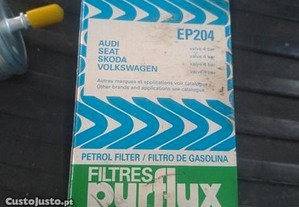 EP204
AUDI
SEAT
SKODA
VOLKSWAGEN
Autres marques et applications voir catalogue
Other brands and applications see catalogue
PETROL FILTER / FILTRO DE GASOLINA
FILTRES
purflux
CustoJusto.pt